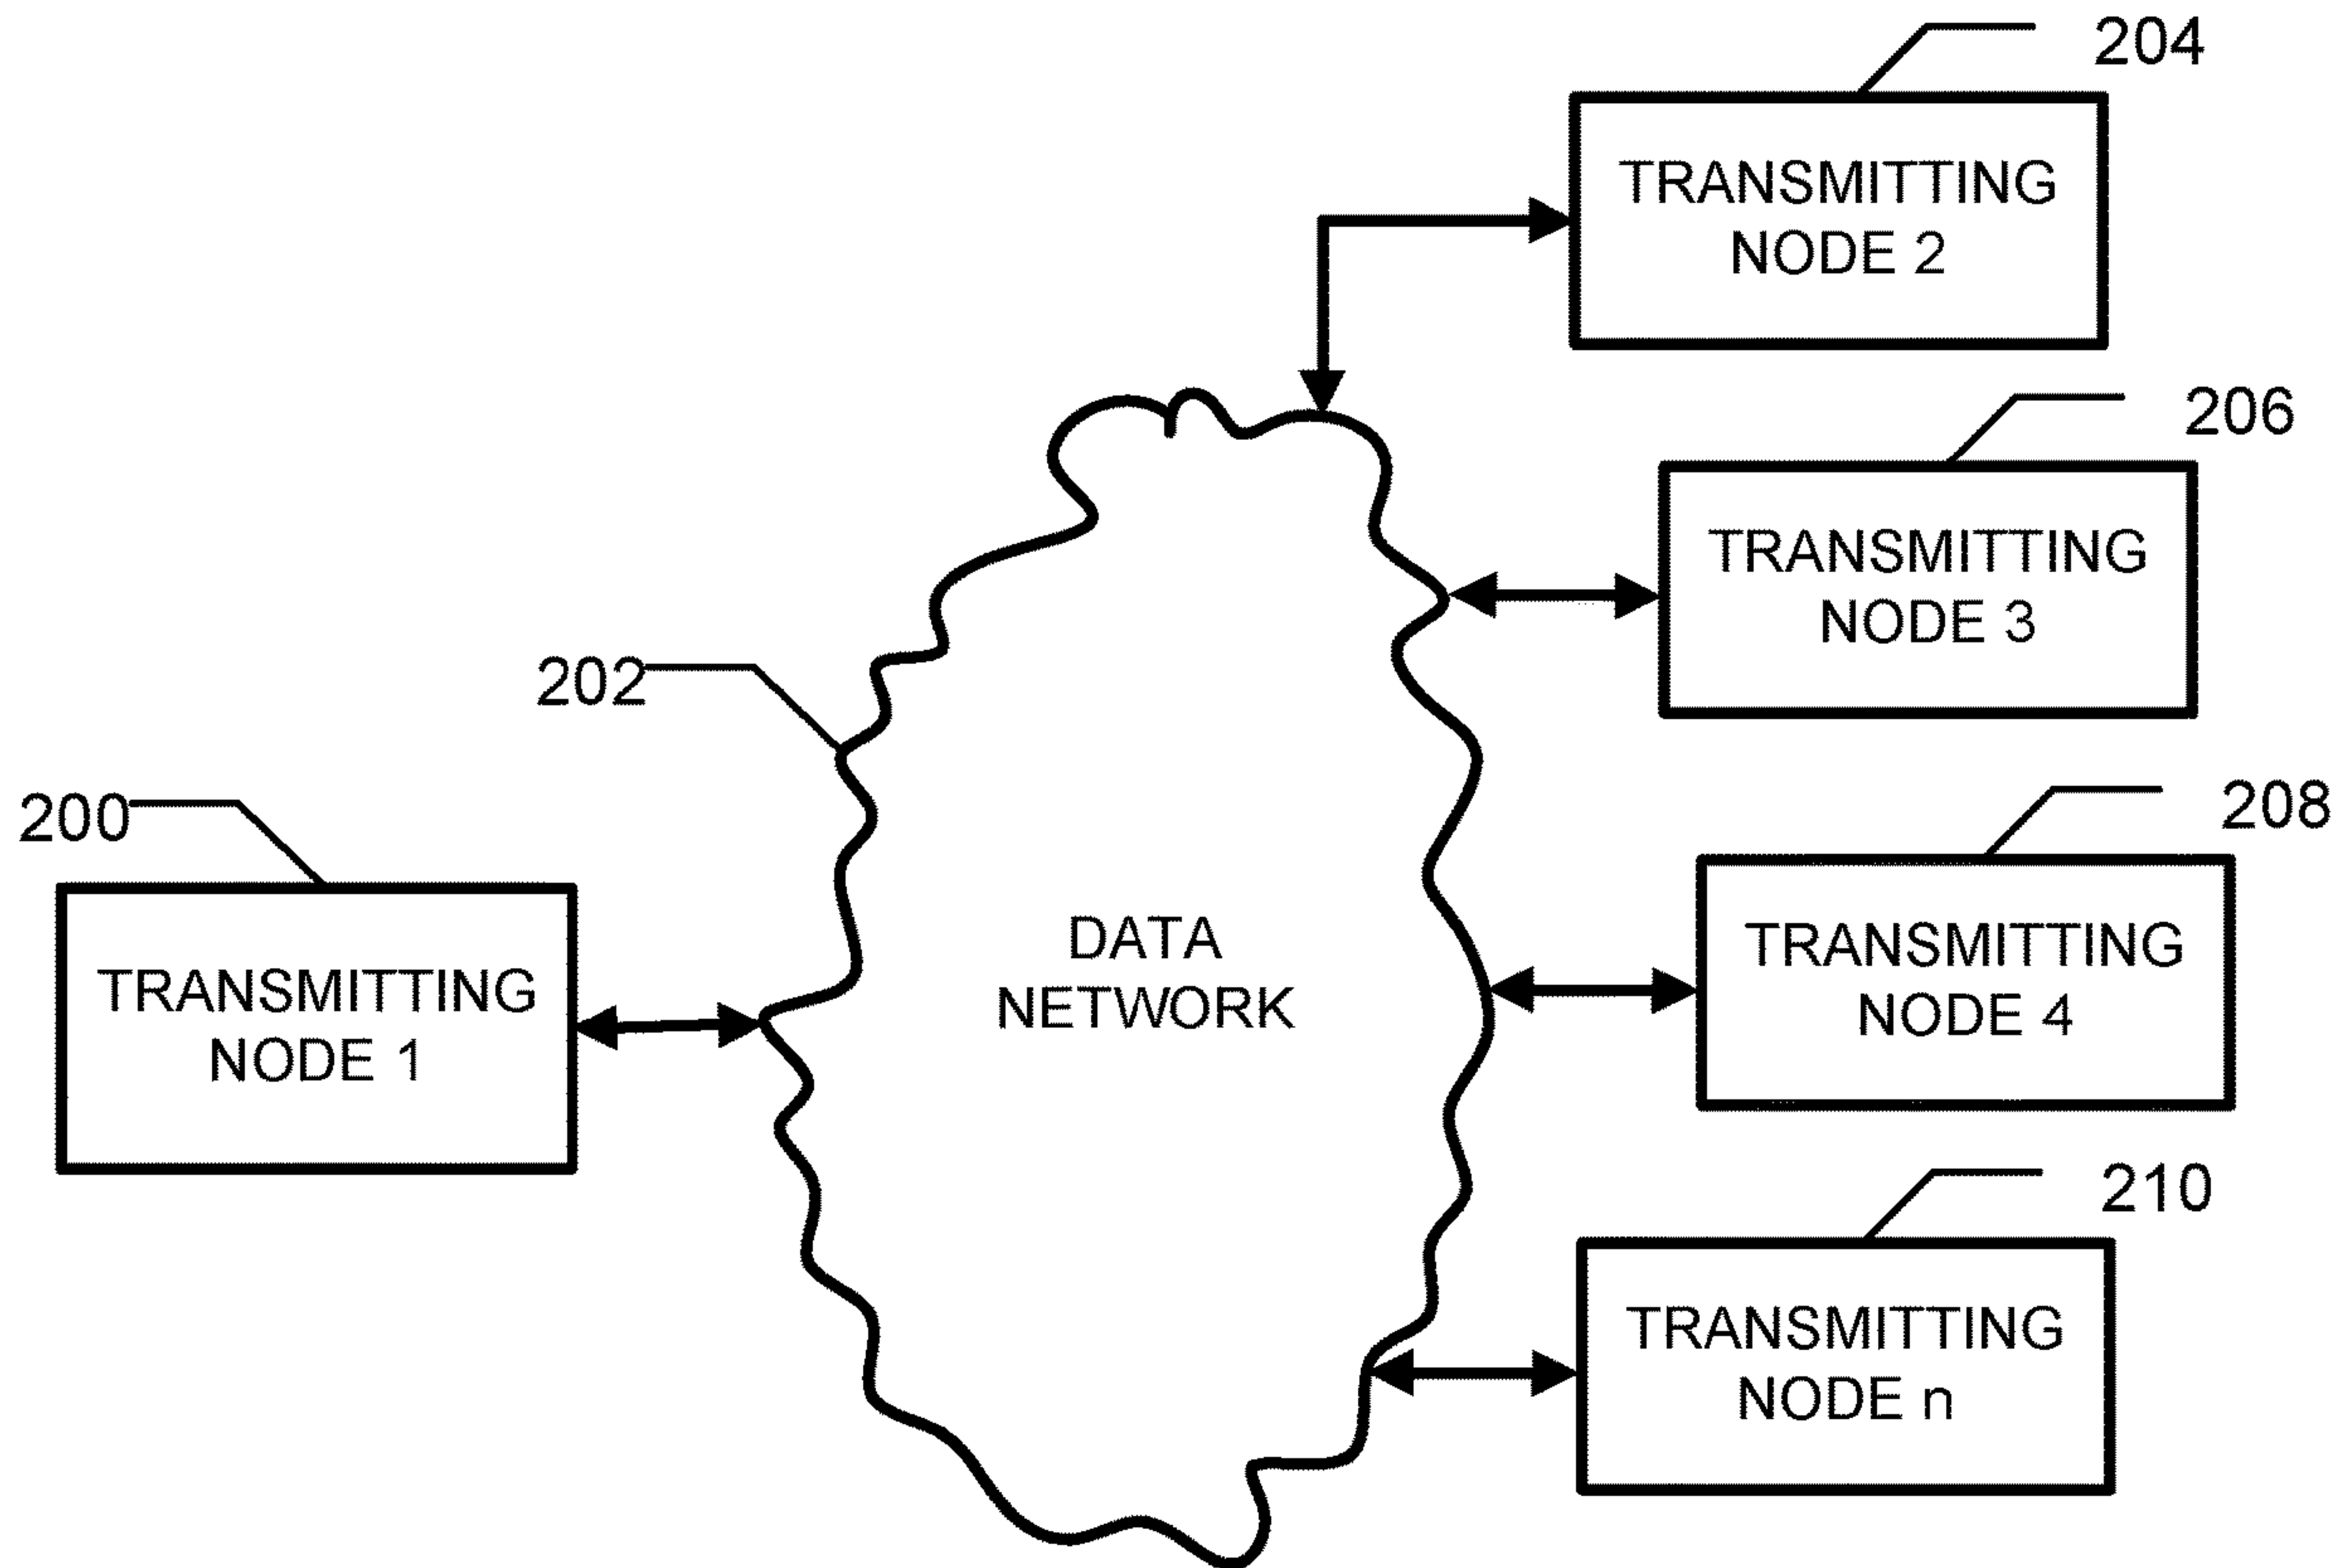 204
TRANSMITTING
NODE 2
206
TRANSMITTING
NODE 3
202
200
TRANSMITTING
NODE 1
DATA
NETWORK
208
TRANSMITTING
NODE 4
210
TRANSMITTING
NODE n